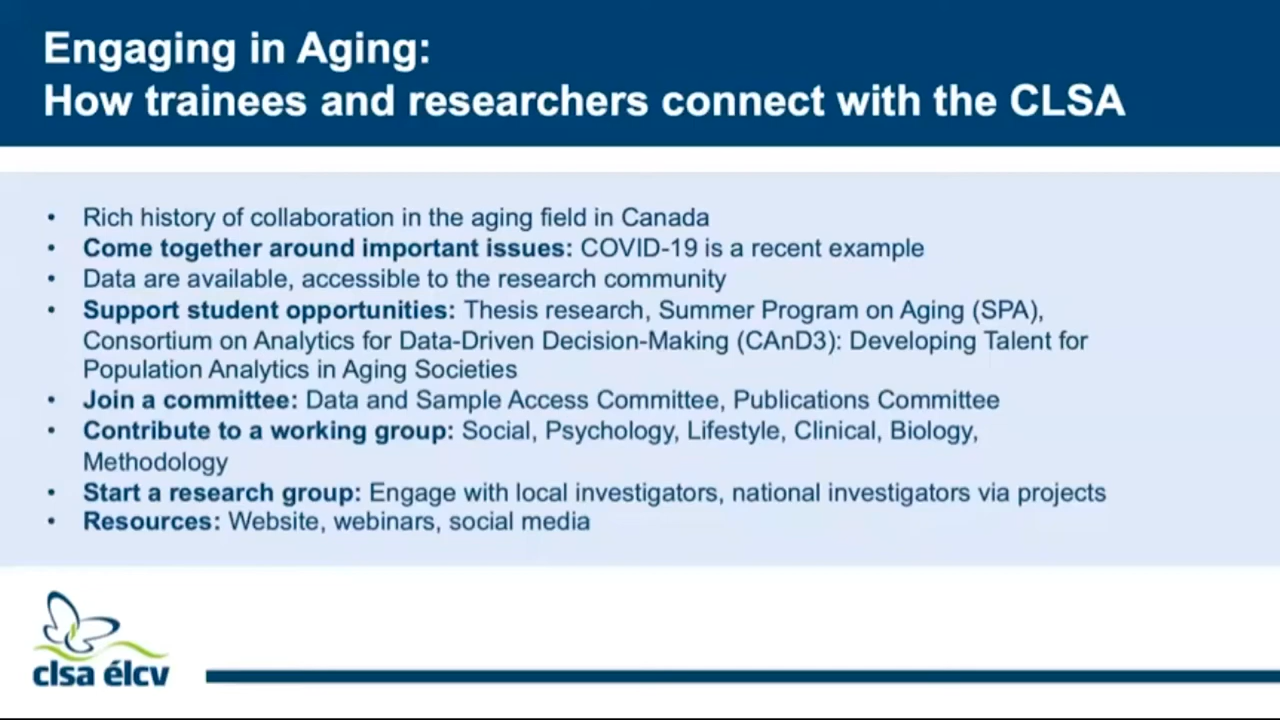 Engaging in Aging:
How trainees and researchers connect with the CLSA
• Rich history of collaboration in the aging field in Canada
• Come together around important issues: COVID-19 is a recent example
• Data are available, accessible to the research community
• Support student opportunities: Thesis research, Summer Program on Aging (SPA),
Consortium on Analytics for Data-Driven Decision-Making (CAnD3): Developing Talent for
Population Analytics in Aging Societies
• Join a committee: Data and Sample Access Committee, Publications Committee
• Contribute to a working group: Social, Psychology, Lifestyle, Clinical, Biology,
Methodology
• Start a research group: Engage with local investigators, national investigators via projects
• Resources: Website, webinars, social media
clsa élcv